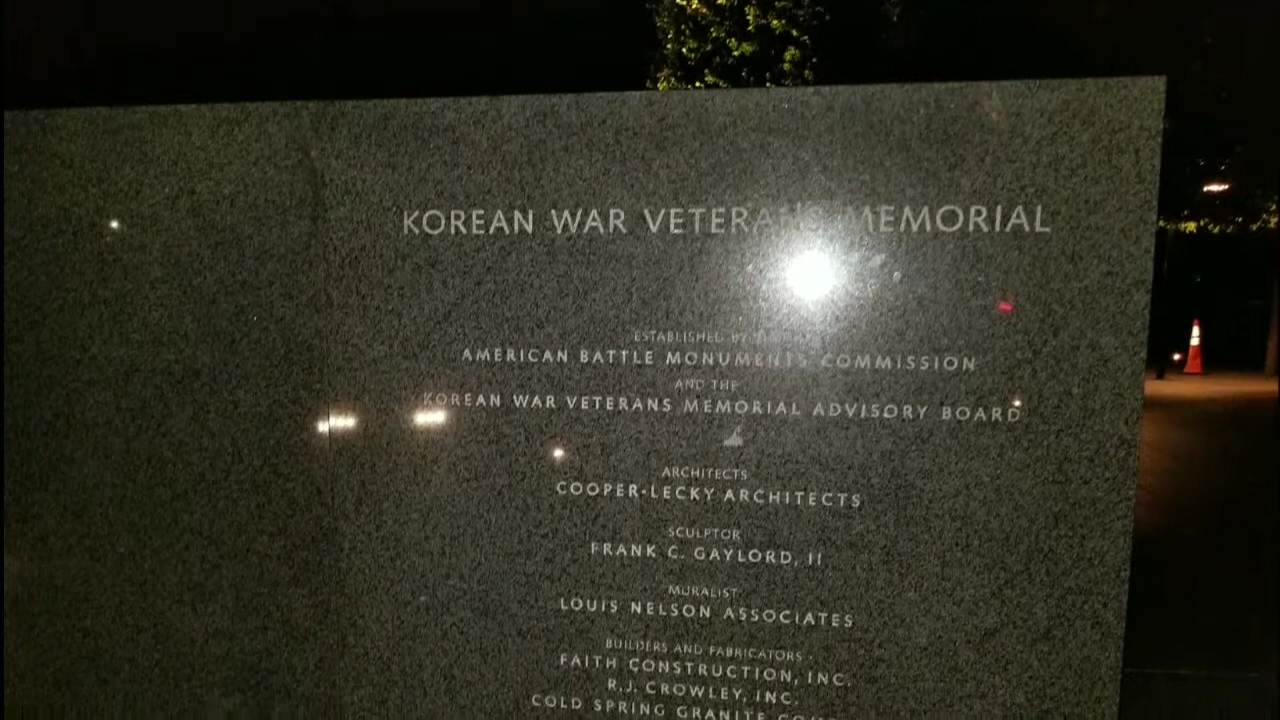 KOREAN WAR VETERANS MEMORIAL
ESTABLISHED BY
AMERICAN BATTLE MONUMENTS COMMISSION
AND THE
KOREAN WAR VETERANS MEMORIAL ADVISORY BOARD
ARCHITECTS
COOPER·LECKY ARCHITECTS
SCULPTOR
FRANK C. GAYLORD, II
MURALIST
LOUIS NELSON ASSOCIATES
BUILDERS AND FABRICATORS
FAITH CONSTRUCTION, INC.
R.J. CROWLEY, INC.
COLD SPRING GRANITE